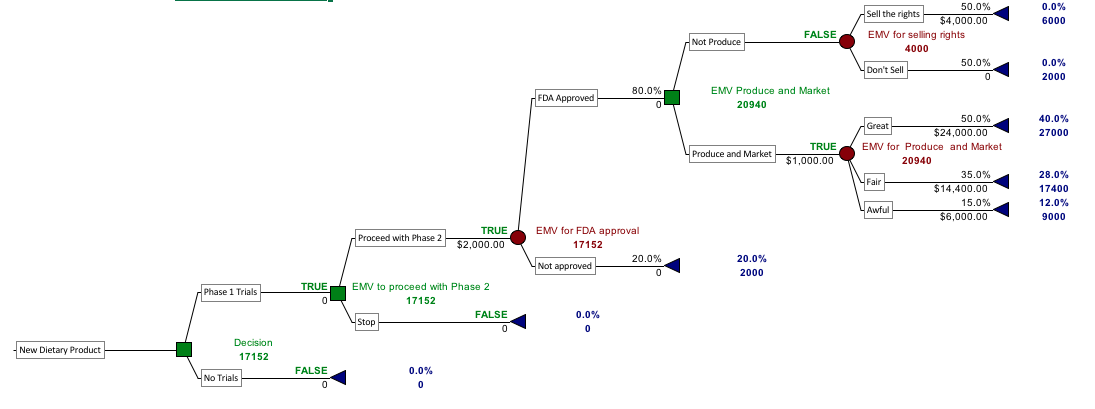 Sell the rights
50.0%
$4,000.00
0.0%
6000
Not Produce
FALSE
EMV for selling rights
4000
Don't Sell
50.0%
0
0.0%
2000
FDA Approved
80.0%
0
EMV Produce and Market
20940
Great
50.0%
$24,000.00
40.0%
27000
Produce and Market
TRUE
$1,000.00
EMV for Produce and Market
20940
Fair
35.0%
$14,400.00
28.0%
17400
Awful
15.0%
$6,000.00
12.0%
9000
Proceed with Phase 2
TRUE
$2,000.00
EMV for FDA approval
17152
Not approved
20.0%
0
20.0%
2000
Phase 1 Trials
TRUE
0
EMV to proceed with Phase 2
17152
Stop
FALSE
0
0.0%
0
New Dietary Product
Decision
17152
No Trials
FALSE
0
0.0%
0